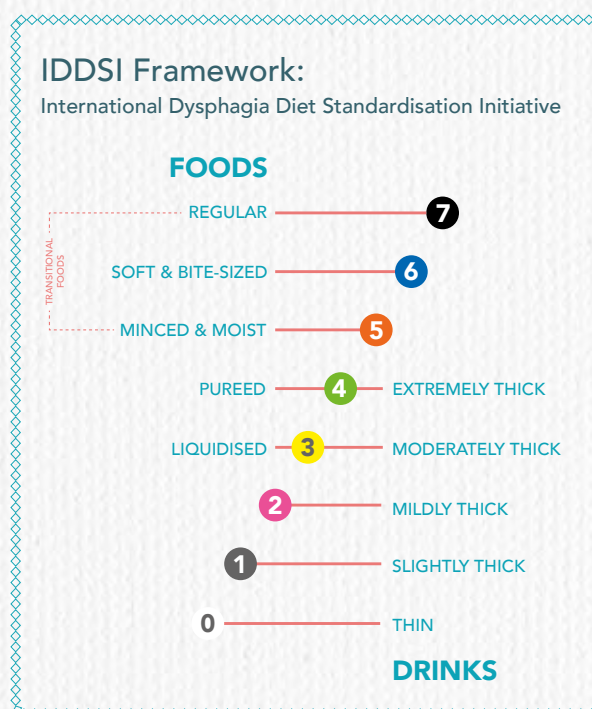 IDDSI Framework:
International Dysphagia Diet Standardisation Initiative
FOODS
REGULAR 7
TRANSITIONAL
FOODS
SOFT & BITE-SIZED 6
MINCED & MOIST 5
PUREED 4 EXTREMELY THICK
LIQUIDISED 3 MODERATELY THICK
2 MILDLY THICK
1 SLIGHTLY THICK
0 THIN
DRINKS